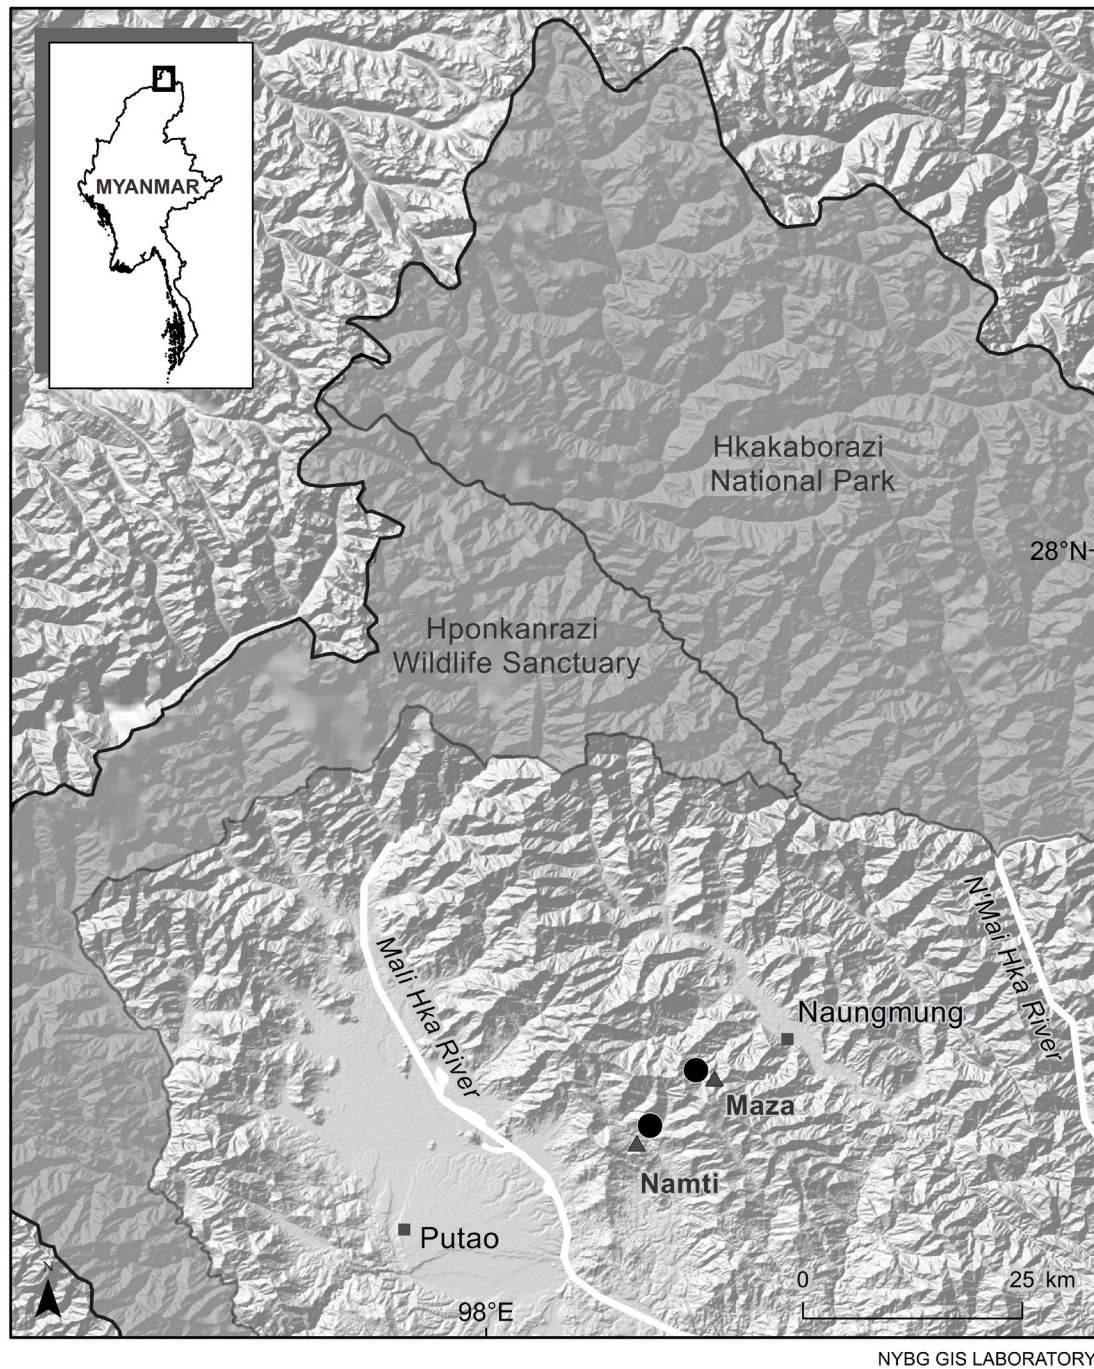 MYANMAR
Hkakaborazi
National Park
28°N
Hponkanrazi
Wildlife Sanctuary
Mali Hka River
N'Mai Hka River
Naungmung
Maza
Namti
Putao
N
98°E
0 25 km
NYBG GIS LABORATORY